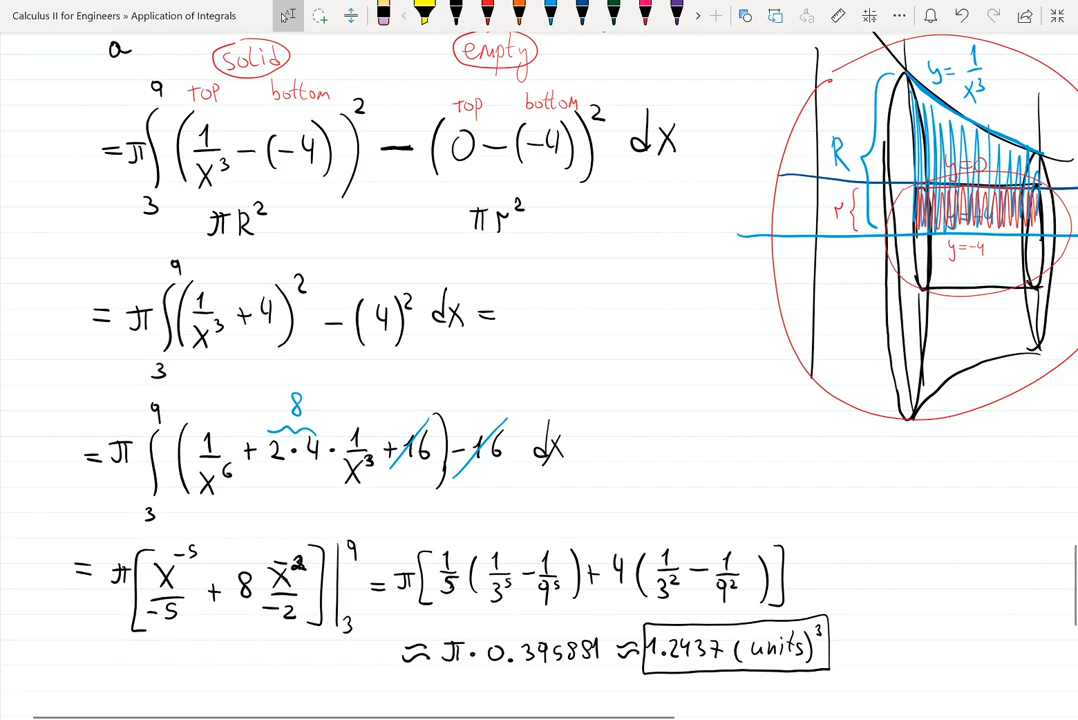 Calculus II for Engineers » Application of Integrals
a
solid empty
9 top bottom top bottom
= π ∫ (1/x³ - (-4))² - (0 - (-4))² dx
3 πR² πr²
y = 1/x³
R
y=0
r{
y=-4
9
= π ∫ (1/x³ + 4)² - (4)² dx =
3
9 8
= π ∫ (1/x⁶ + 2·4·1/x³ + 16) - 16 dx
3
= π [x⁻⁵/-5 + 8 x⁻²/-2] |₃⁹ = π [1/5 (1/3⁵ - 1/9⁵) + 4 (1/3² - 1/9²)]
≈ π · 0.395881 ≈ 1.2437 (units)³